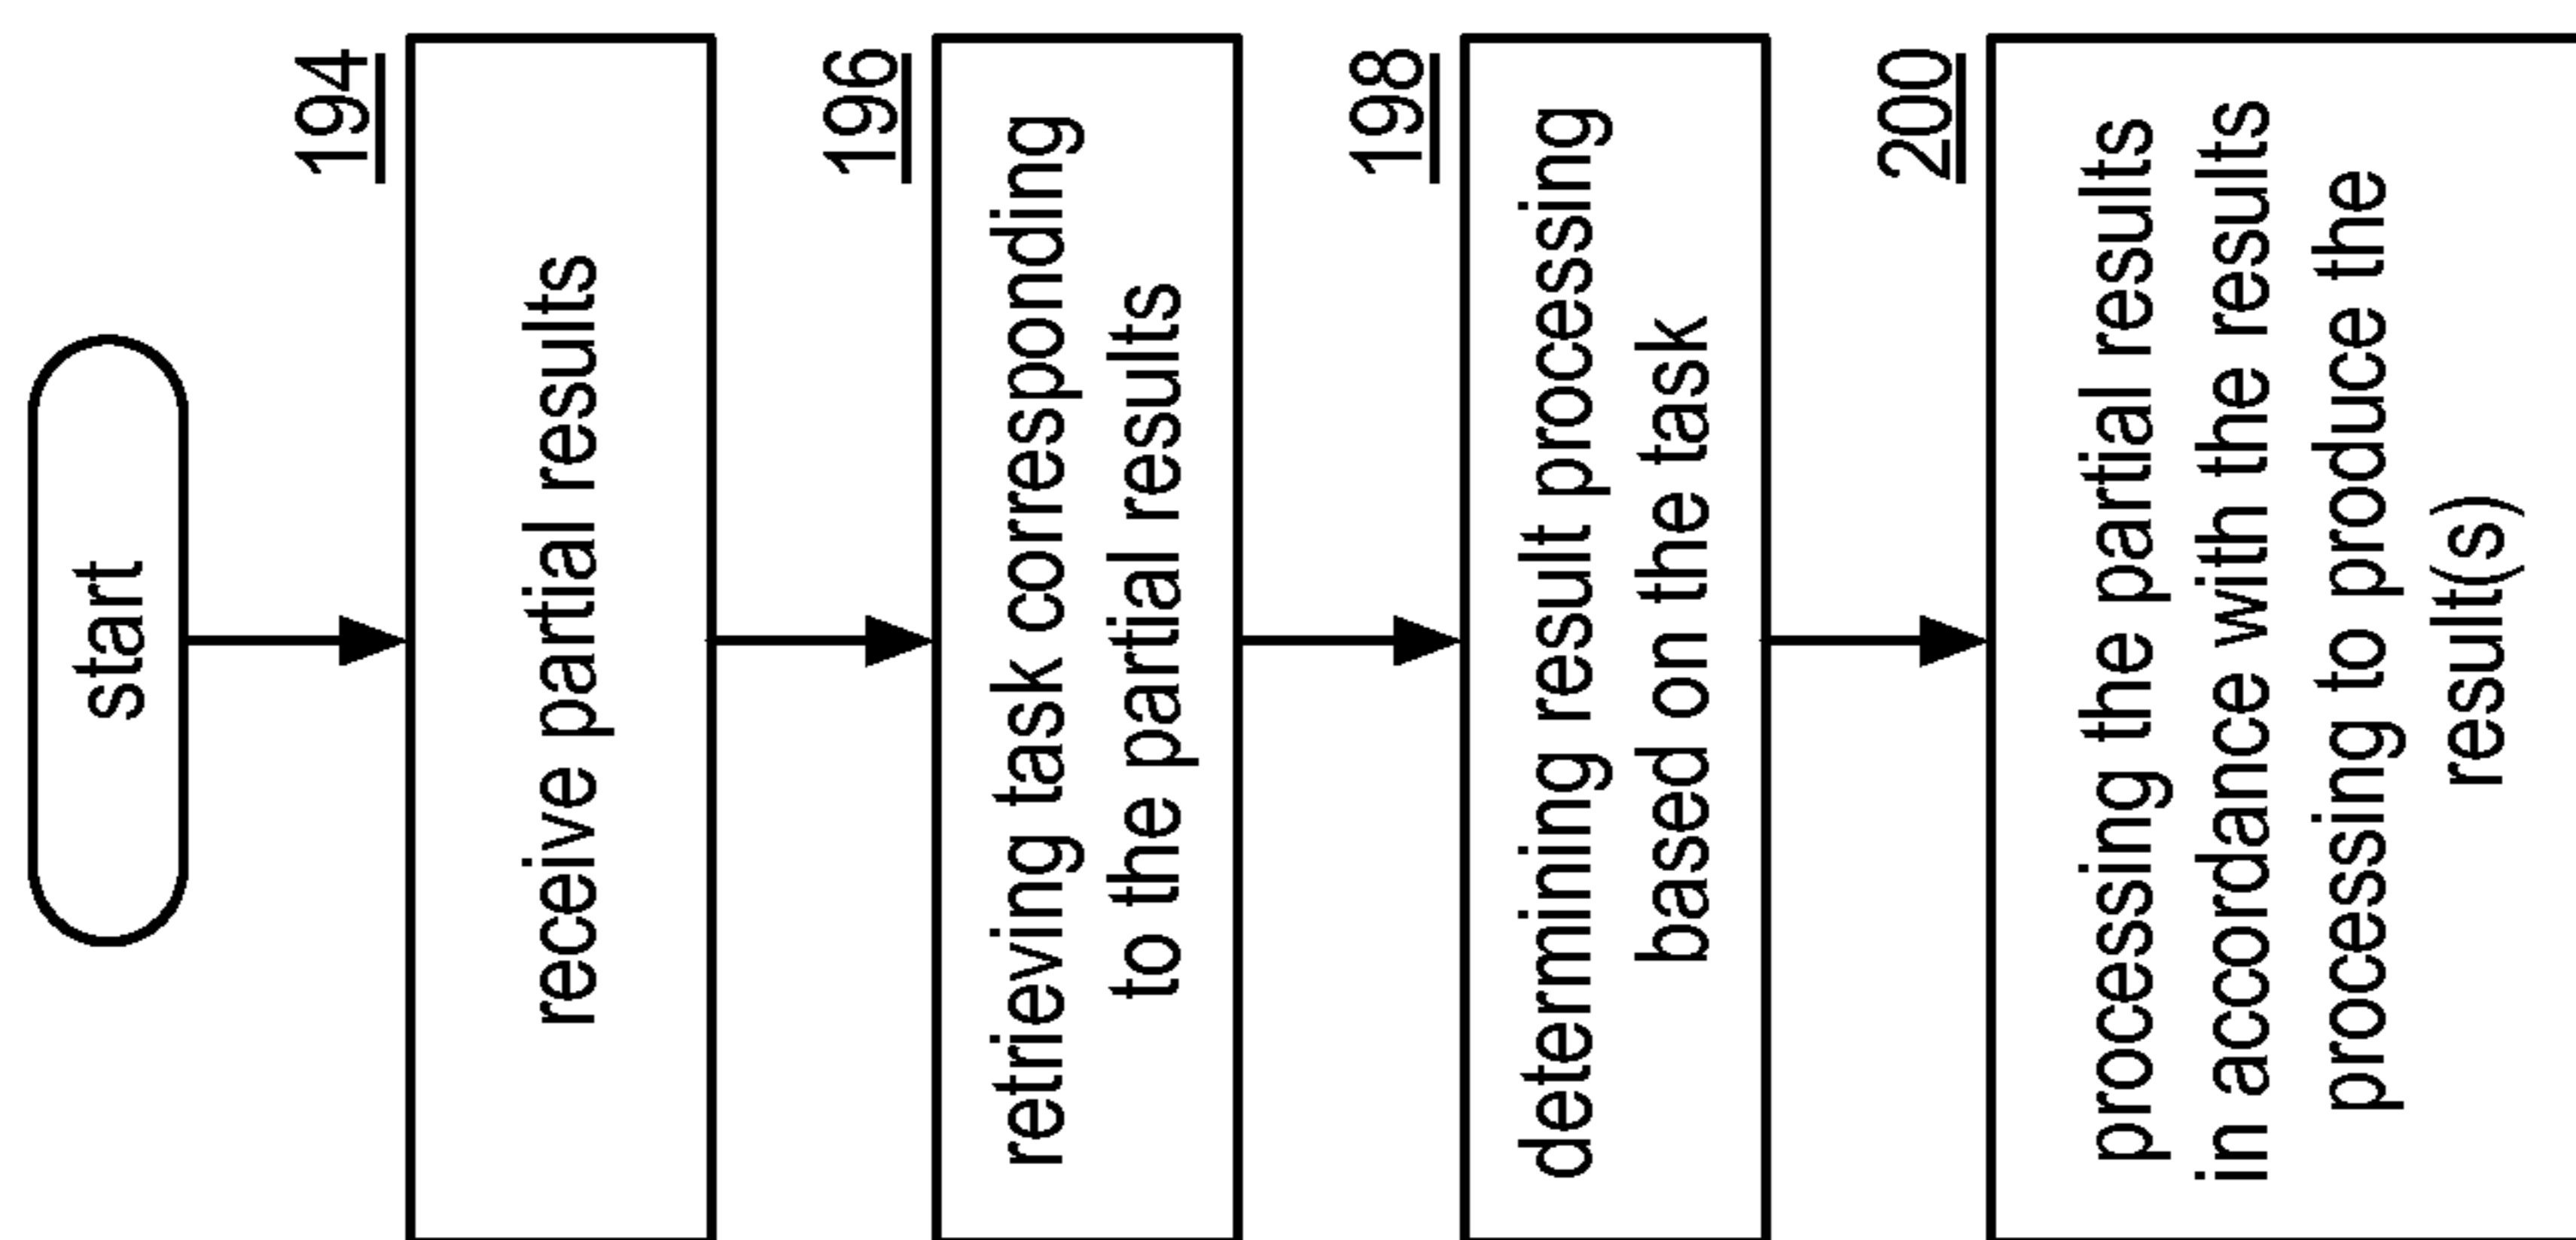 start
194
receive partial results
196
retrieving task corresponding
to the partial results
198
determining result processing
based on the task
200
processing the partial results
in accordance with the results
processing to produce the
result(s)